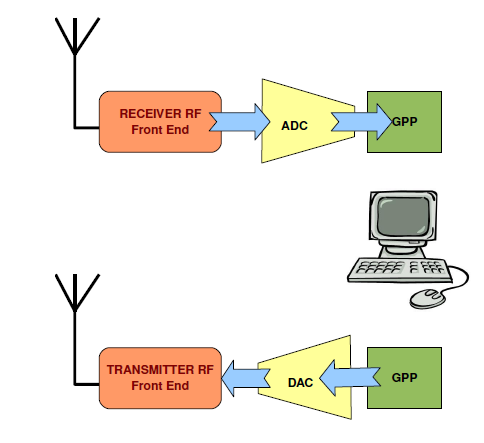 RECEIVER RF
Front End
ADC
GPP
TRANSMITTER RF
Front End
DAC
GPP